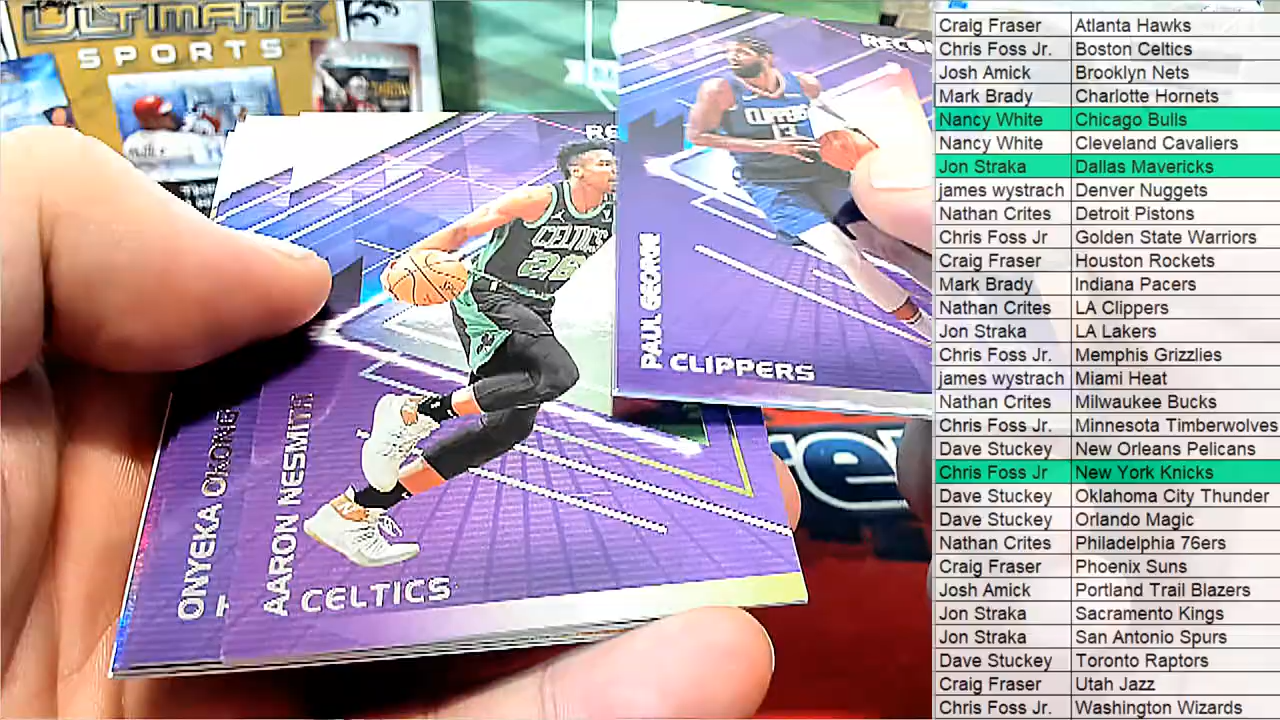 ULTIMATE
SPORTS
RE
CELTICS
ONYEKA OKONG
AARON NESMITH
CELTICS
CLIPPERS
13
PAUL GEORGE
CLIPPERS
Craig Fraser Atlanta Hawks
Chris Foss Jr. Boston Celtics
Josh Amick Brooklyn Nets
Mark Brady Charlotte Hornets
Nancy White Chicago Bulls
Nancy White Cleveland Cavaliers
Jon Straka Dallas Mavericks
james wystrach Denver Nuggets
Nathan Crites Detroit Pistons
Chris Foss Jr Golden State Warriors
Craig Fraser Houston Rockets
Mark Brady Indiana Pacers
Nathan Crites LA Clippers
Jon Straka LA Lakers
Chris Foss Jr. Memphis Grizzlies
james wystrach Miami Heat
Nathan Crites Milwaukee Bucks
Chris Foss Jr. Minnesota Timberwolves
Dave Stuckey New Orleans Pelicans
Chris Foss Jr New York Knicks
Dave Stuckey Oklahoma City Thunder
Dave Stuckey Orlando Magic
Nathan Crites Philadelphia 76ers
Craig Fraser Phoenix Suns
Josh Amick Portland Trail Blazers
Jon Straka Sacramento Kings
Jon Straka San Antonio Spurs
Dave Stuckey Toronto Raptors
Craig Fraser Utah Jazz
Chris Foss Jr. Washington Wizards